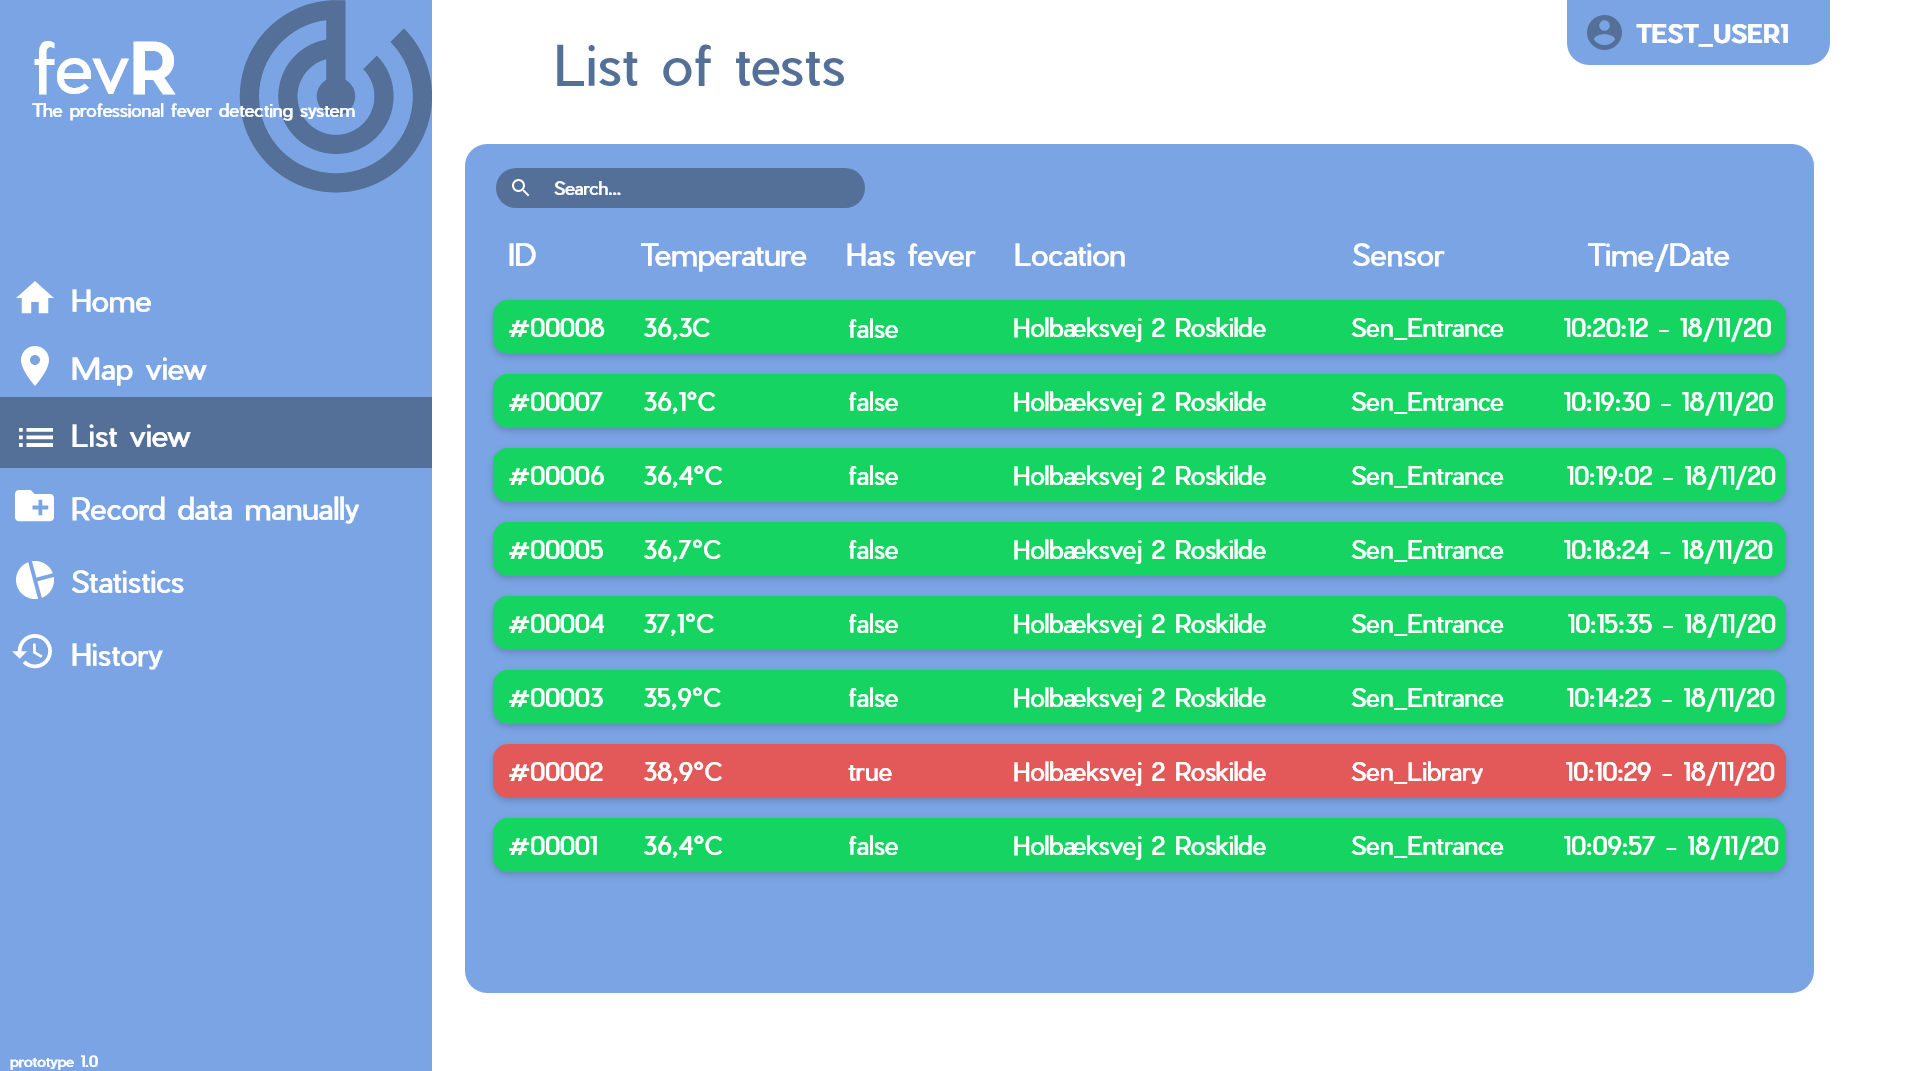 fevR
The professional fever detecting system
TEST_USER1
List of tests
Home
Map view
List view
Record data manually
Statistics
History
prototype 1.0
Search...
ID Temperature Has fever Location Sensor Time/Date
#00008 36,3C false Holbæksvej 2 Roskilde Sen_Entrance 10:20:12 - 18/11/20
#00007 36,1°C false Holbæksvej 2 Roskilde Sen_Entrance 10:19:30 - 18/11/20
#00006 36,4°C false Holbæksvej 2 Roskilde Sen_Entrance 10:19:02 - 18/11/20
#00005 36,7°C false Holbæksvej 2 Roskilde Sen_Entrance 10:18:24 - 18/11/20
#00004 37,1°C false Holbæksvej 2 Roskilde Sen_Entrance 10:15:35 - 18/11/20
#00003 35,9°C false Holbæksvej 2 Roskilde Sen_Entrance 10:14:23 - 18/11/20
#00002 38,9°C true Holbæksvej 2 Roskilde Sen_Library 10:10:29 - 18/11/20
#00001 36,4°C false Holbæksvej 2 Roskilde Sen_Entrance 10:09:57 - 18/11/20